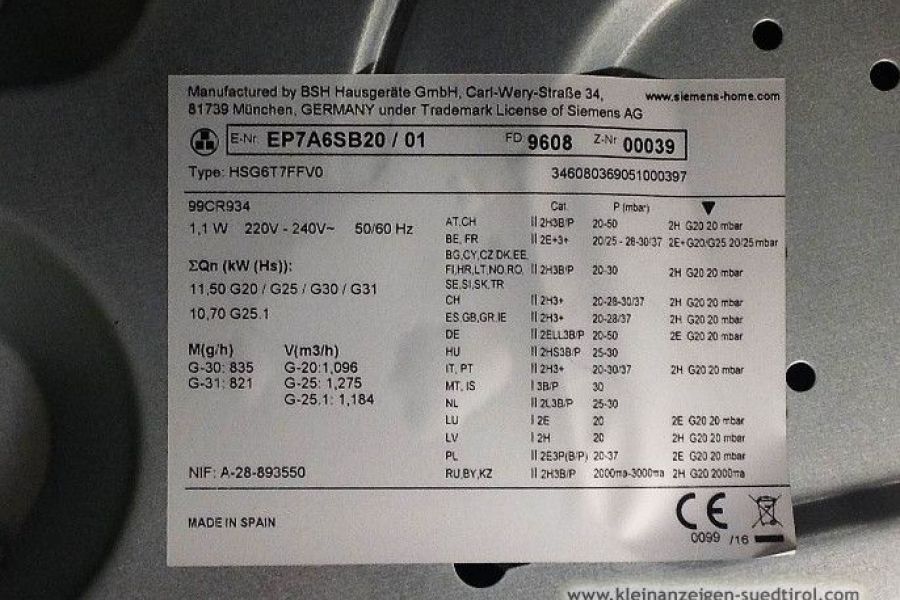 Manufactured by BSH Hausgeräte GmbH, Carl-Wery-Straße 34, www.siemens-home.com
81739 München, GERMANY under Trademark License of Siemens AG
E-Nr EP7A6SB20 / 01 FD 9608 Z-Nr 00039
Type: HSG6T7FFV0 346080369051000397
99CR934
1,1 W 220V - 240V~ 50/60 Hz
ΣQn (kW (Hs)):
11,50 G20 / G25 / G30 / G31
10,70 G25.1
M(g/h) V(m3/h)
G-30: 835 G-20:1,096
G-31: 821 G-25: 1,275
G-25.1: 1,184
NIF: A-28-893550
Cat. P (mbar) ▼
AT,CH II 2H3B/P 20-50 2H G20 20 mbar
BE, FR II 2E+3+ 20/25 - 28-30/37 2E+G20/G25 20/25 mbar
BG,CY,CZ DK,EE,
FI,HR,LT,NO,RO, II 2H3B/P 20-30 2H G20 20 mbar
SE,SI,SK,TR
CH II 2H3+ 20-28-30/37 2H G20 20 mbar
ES,GB,GR,IE II 2H3+ 20-28/37 2H G20 20 mbar
DE II 2ELL3B/P 20-50 2E G20 20 mbar
HU II 2HS3B/P 25-30
IT, PT II 2H3+ 20-30/37 2H G20 20 mbar
MT, IS I 3B/P 30
NL II 2L3B/P 25-30
LU I 2E 20 2E G20 20 mbar
LV I 2H 20 2H G20 20 mbar
PL II 2E3P(B/P) 20-37 2E G20 20 mbar
RU,BY,KZ II 2H3B/P 2000πa-3000πa 2H G20 2000πa
MADE IN SPAIN
CE
0099 /16
www.kleinanzeigen-suedtirol.com